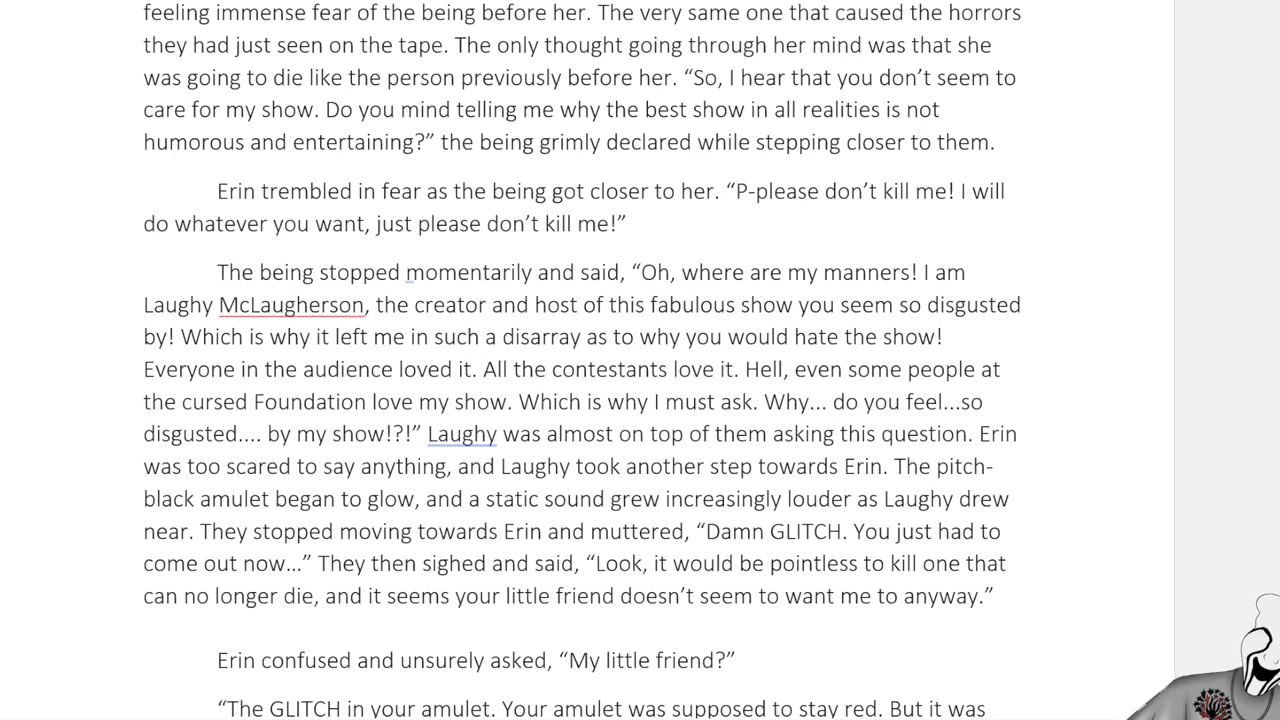 feeling immense fear of the being before her. The very same one that caused the horrors
they had just seen on the tape. The only thought going through her mind was that she
was going to die like the person previously before her. “So, I hear that you don’t seem to
care for my show. Do you mind telling me why the best show in all realities is not
humorous and entertaining?” the being grimly declared while stepping closer to them.
Erin trembled in fear as the being got closer to her. “P-please don’t kill me! I will
do whatever you want, just please don’t kill me!”
The being stopped momentarily and said, “Oh, where are my manners! I am
Laughy McLaugherson, the creator and host of this fabulous show you seem so disgusted
by! Which is why it left me in such a disarray as to why you would hate the show!
Everyone in the audience loved it. All the contestants love it. Hell, even some people at
the cursed Foundation love my show. Which is why I must ask. Why... do you feel...so
disgusted.... by my show!?!” Laughy was almost on top of them asking this question. Erin
was too scared to say anything, and Laughy took another step towards Erin. The pitch-
black amulet began to glow, and a static sound grew increasingly louder as Laughy drew
near. They stopped moving towards Erin and muttered, “Damn GLITCH. You just had to
come out now...” They then sighed and said, “Look, it would be pointless to kill one that
can no longer die, and it seems your little friend doesn’t seem to want me to anyway.”
Erin confused and unsurely asked, “My little friend?”
“The GLITCH in your amulet. Your amulet was supposed to stay red. But it was